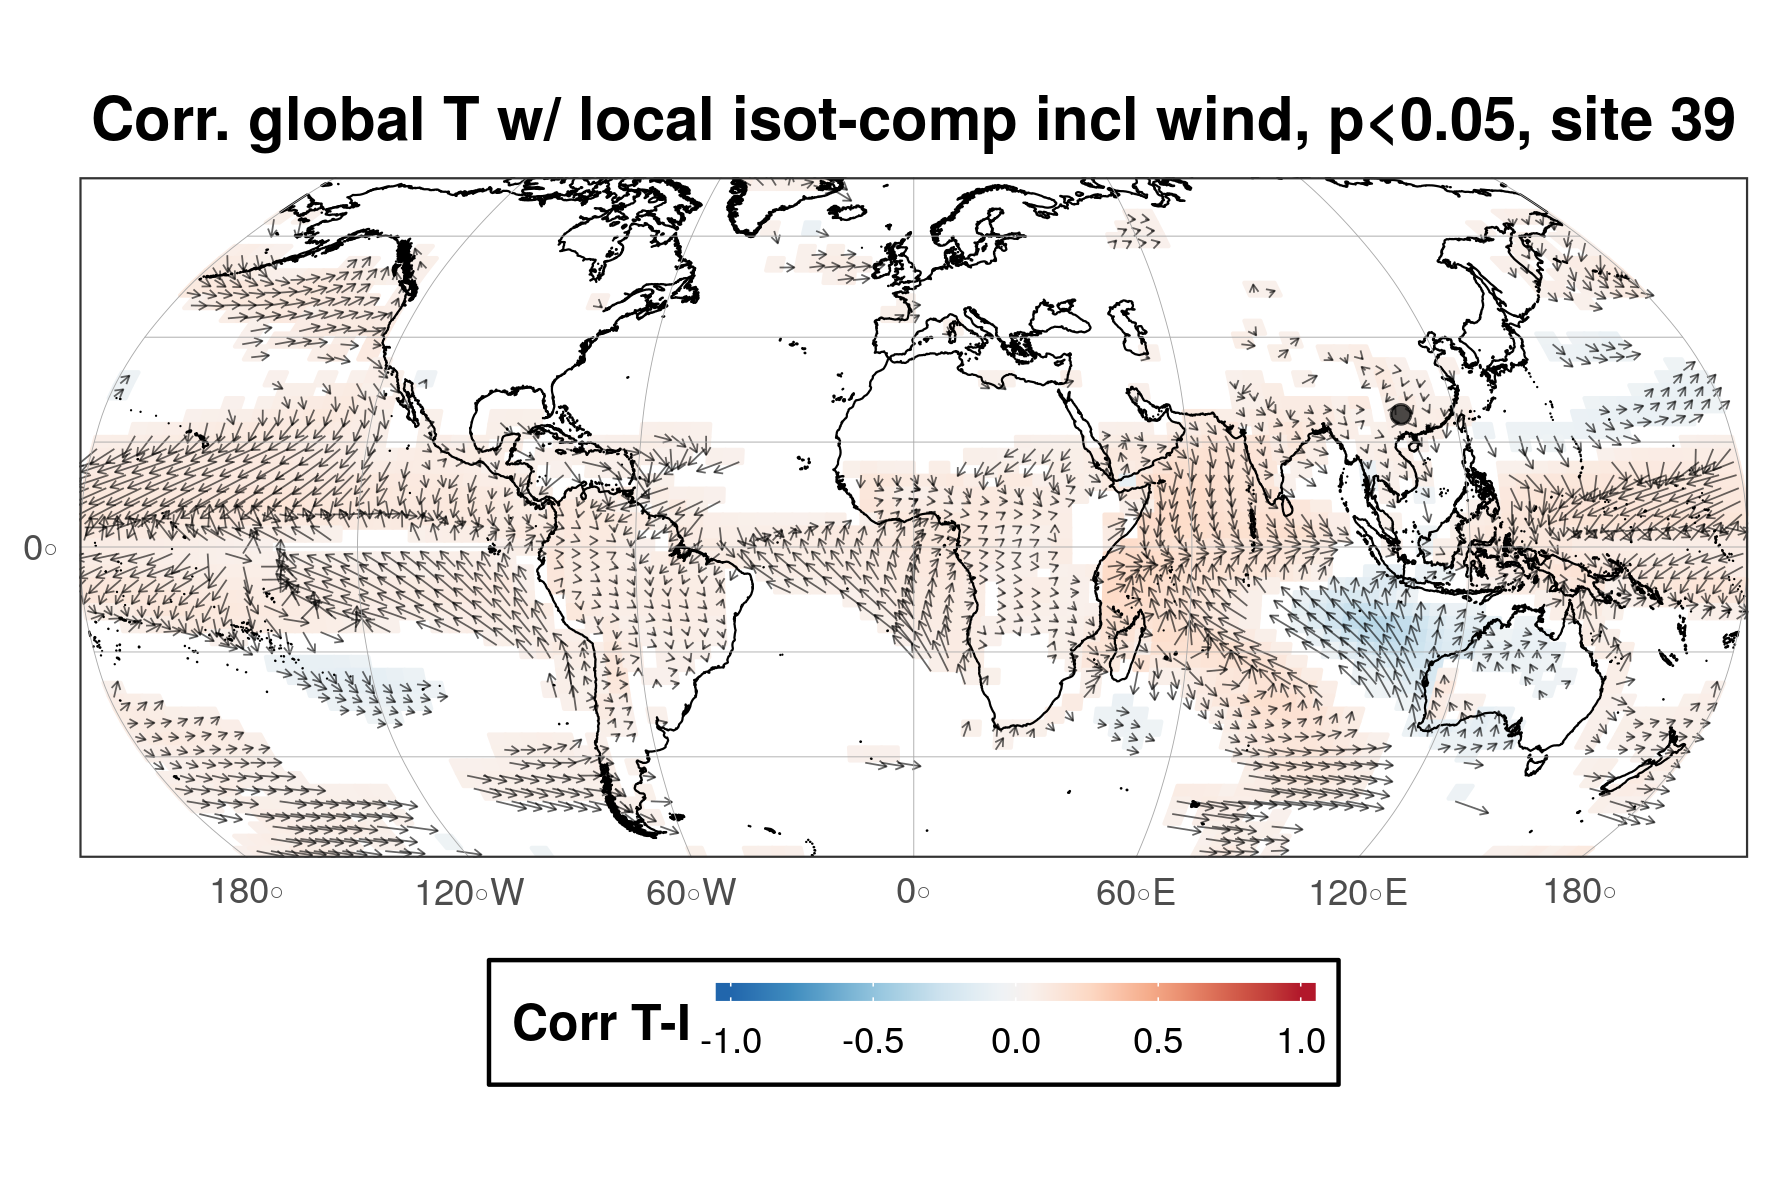 Corr. global T w/ local isot-comp incl wind, p<0.05, site 39
0°
180° 120°W 60°W 0° 60°E 120°E 180°
Corr T-I
-1.0 -0.5 0.0 0.5 1.0